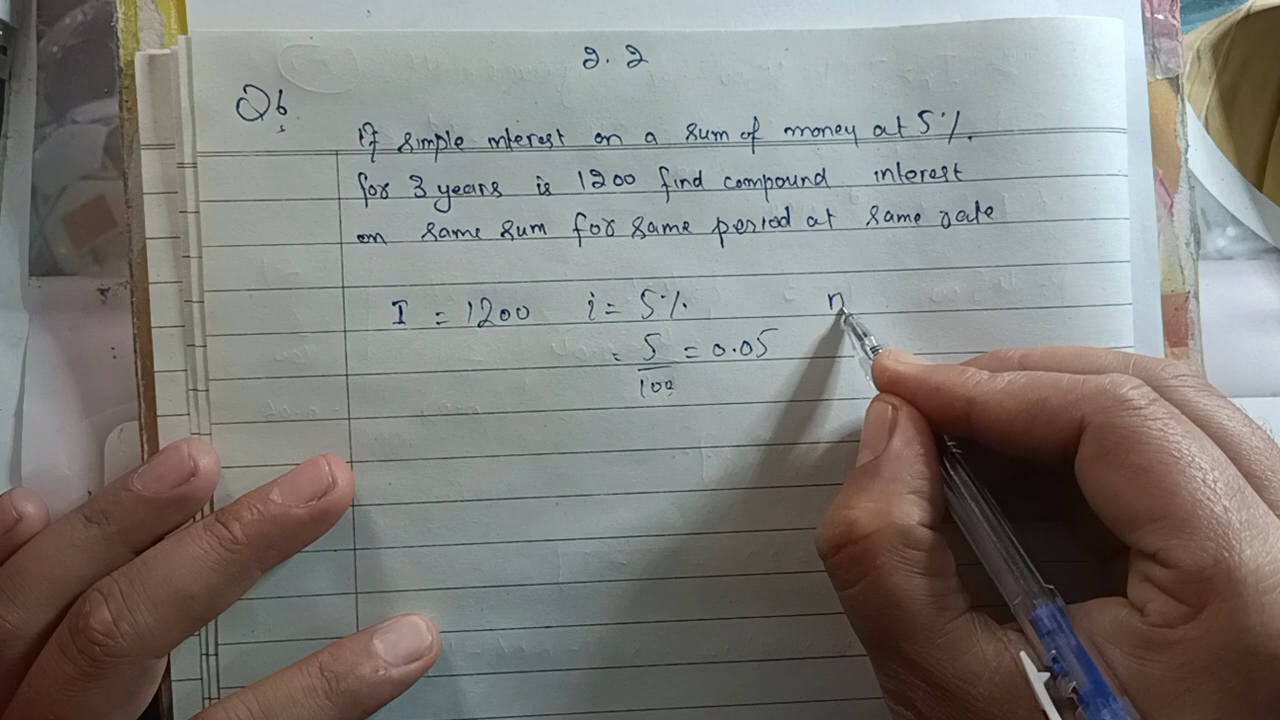 2.2
Q6.
If simple interest on a sum of money at 5%.
for 3 years is 1200 find compound interest
on same sum for same period at same rate
I = 1200 i = 5% n
= 5/100 = 0.05